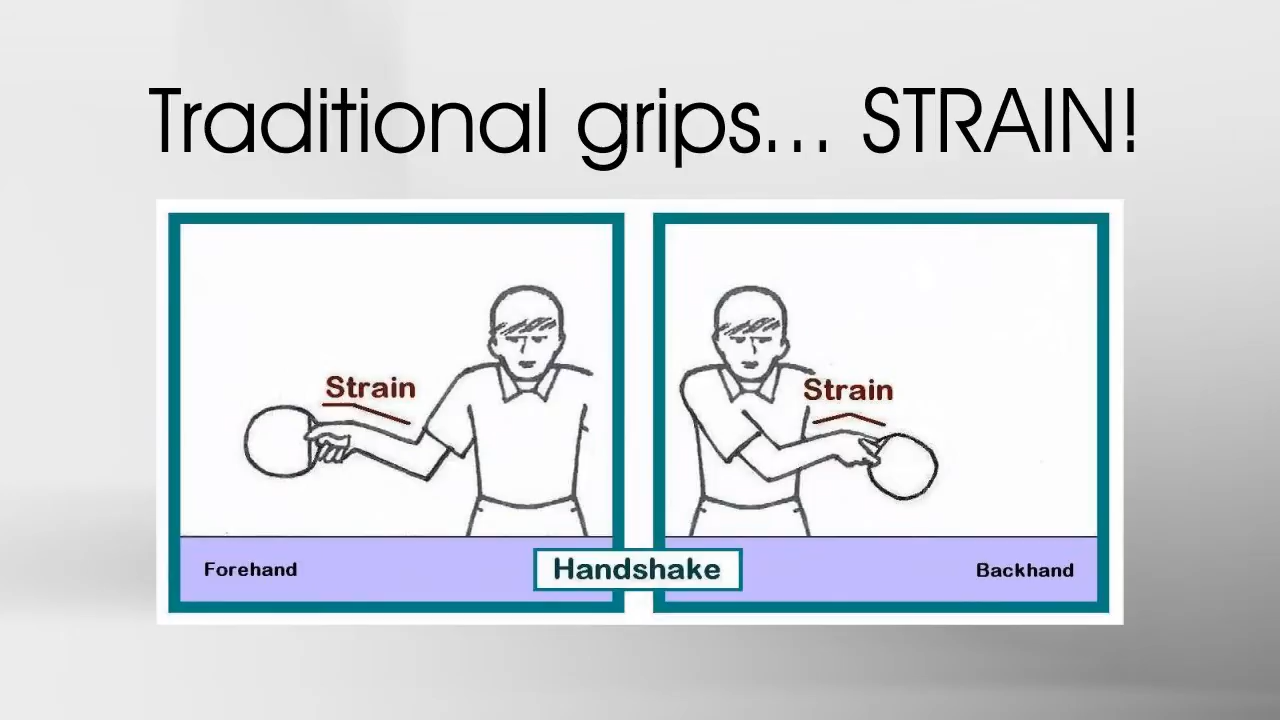 Traditional grips... STRAIN!
Strain
Strain
Forehand
Handshake
Backhand